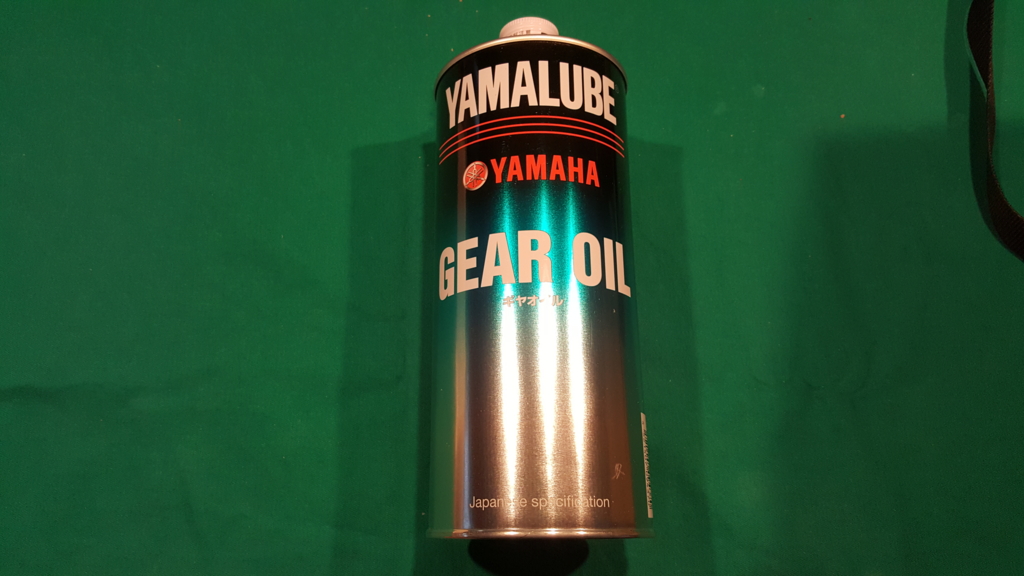 YAMALUBE
YAMAHA
GEAR OIL
ギヤオイル
Japanese specification